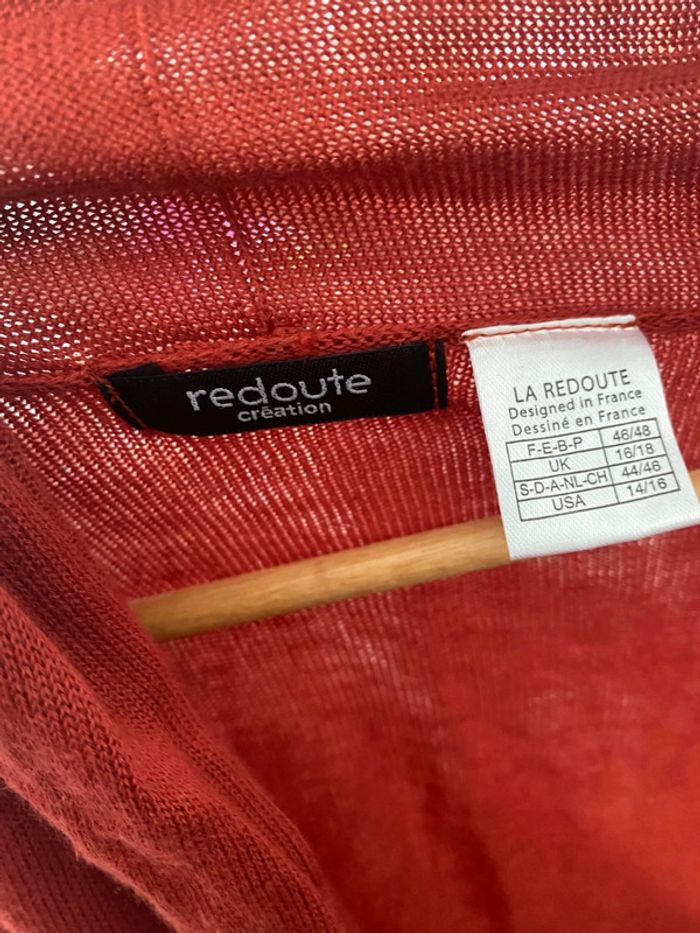 redoute
création
LA REDOUTE
Designed in France
Dessiné en France
F-E-B-P 46/48
UK 16/18
S-D-A-NL-CH 44/46
USA 14/16